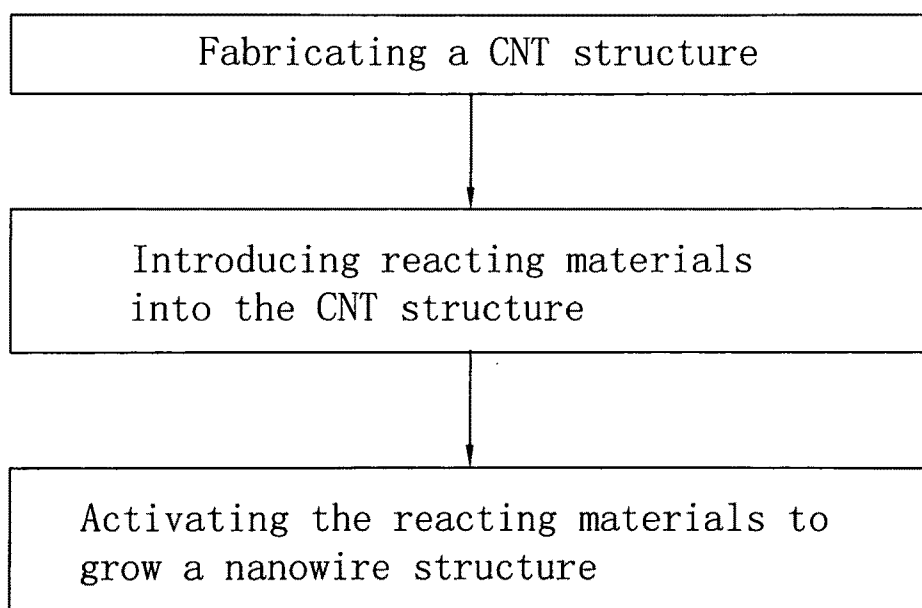 Fabricating a CNT structure
Introducing reacting materials
into the CNT structure
Activating the reacting materials to
grow a nanowire structure